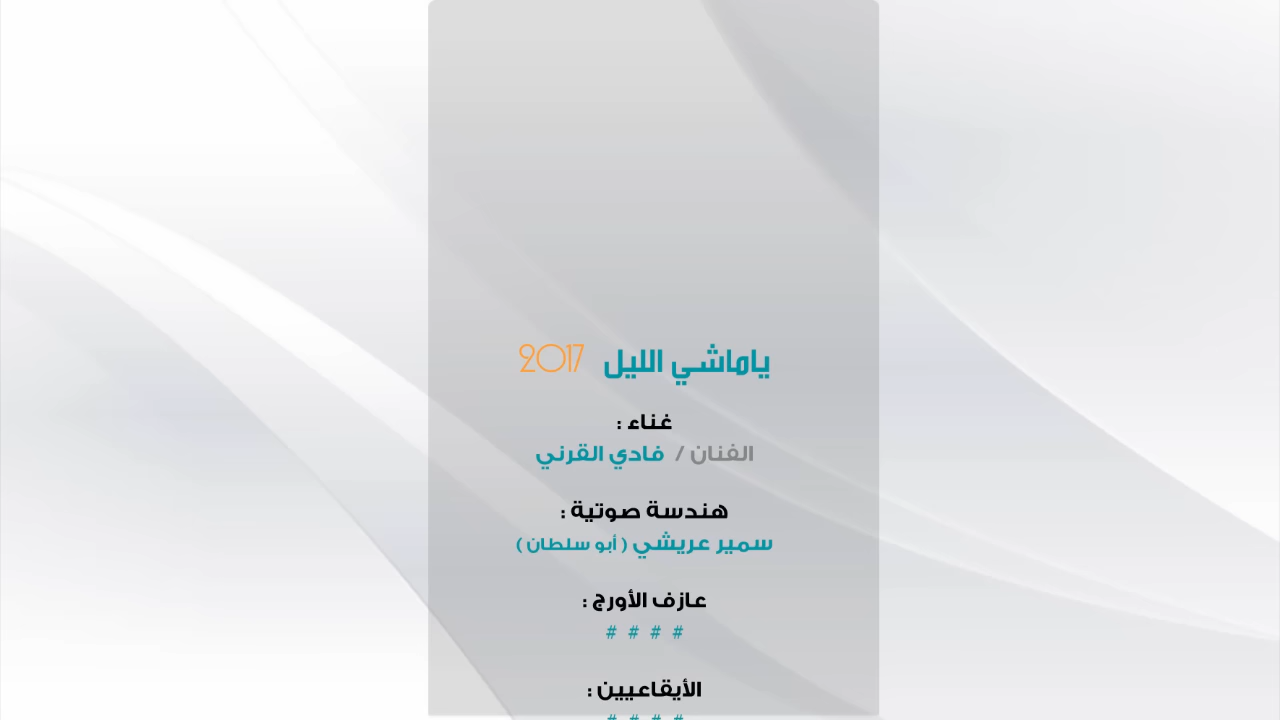 ياماشي الليل 2017
غناء :
الفنان / فادي القرني
هندسة صوتية :
سمير عريشي ( أبو سلطان )
عازف الأورج :
# # # #
الأيقاعيين :
# # # #